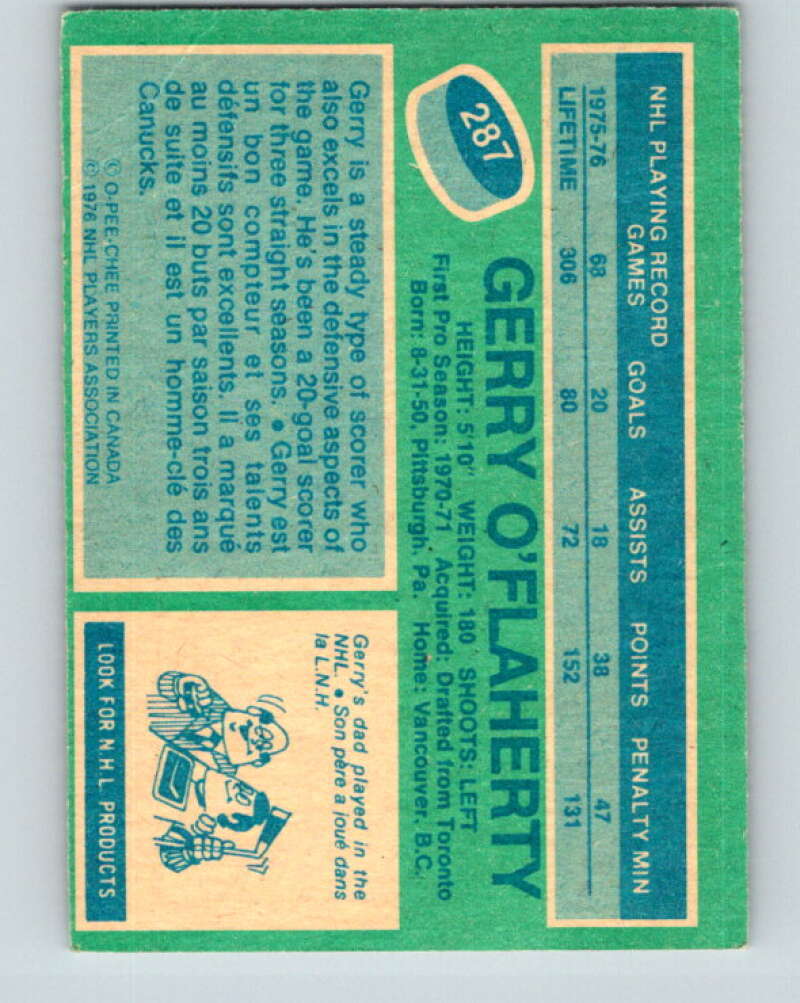 NHL PLAYING RECORD
GAMES GOALS ASSISTS POINTS PENALTY MIN
1975-76 68 20 18 38 47
LIFETIME 306 80 72 152 131
287
GERRY O'FLAHERTY
HEIGHT: 5'10" WEIGHT: 180 SHOOTS: LEFT
First Pro Season: 1970-71 Acquired: Drafted from Toronto
Born: 8-31-50, Pittsburgh, Pa. Home: Vancouver, B.C.
Gerry is a steady type of scorer who
also excels in the defensive aspects of
the game. He's been a 20-goal scorer
for three straight seasons. • Gerry est
un bon compteur et ses talents
défensifs sont excellents. Il a marqué
au moins 20 buts par saison trois ans
de suite et il est un homme-clé des
Canucks.
© O-PEE-CHEE PRINTED IN CANADA
© 1976 NHL PLAYERS ASSOCIATION
Gerry's dad played in the
NHL. • Son père a joué dans
la L.N.H.
LOOK FOR N.H.L. PRODUCTS